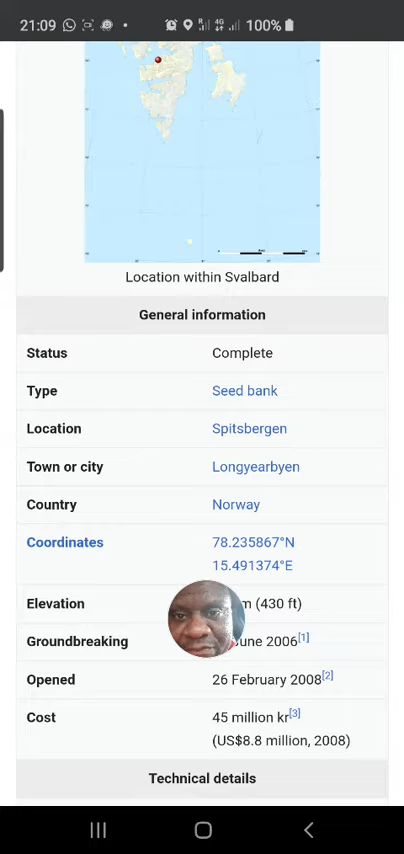 21:09 R 4G 100%
Location within Svalbard
General information
Status Complete
Type Seed bank
Location Spitsbergen
Town or city Longyearbyen
Country Norway
Coordinates 78.235867°N
15.491374°E
Elevation m (430 ft)
Groundbreaking June 2006[1]
Opened 26 February 2008[2]
Cost 45 million kr[3]
(US$8.8 million, 2008)
Technical details